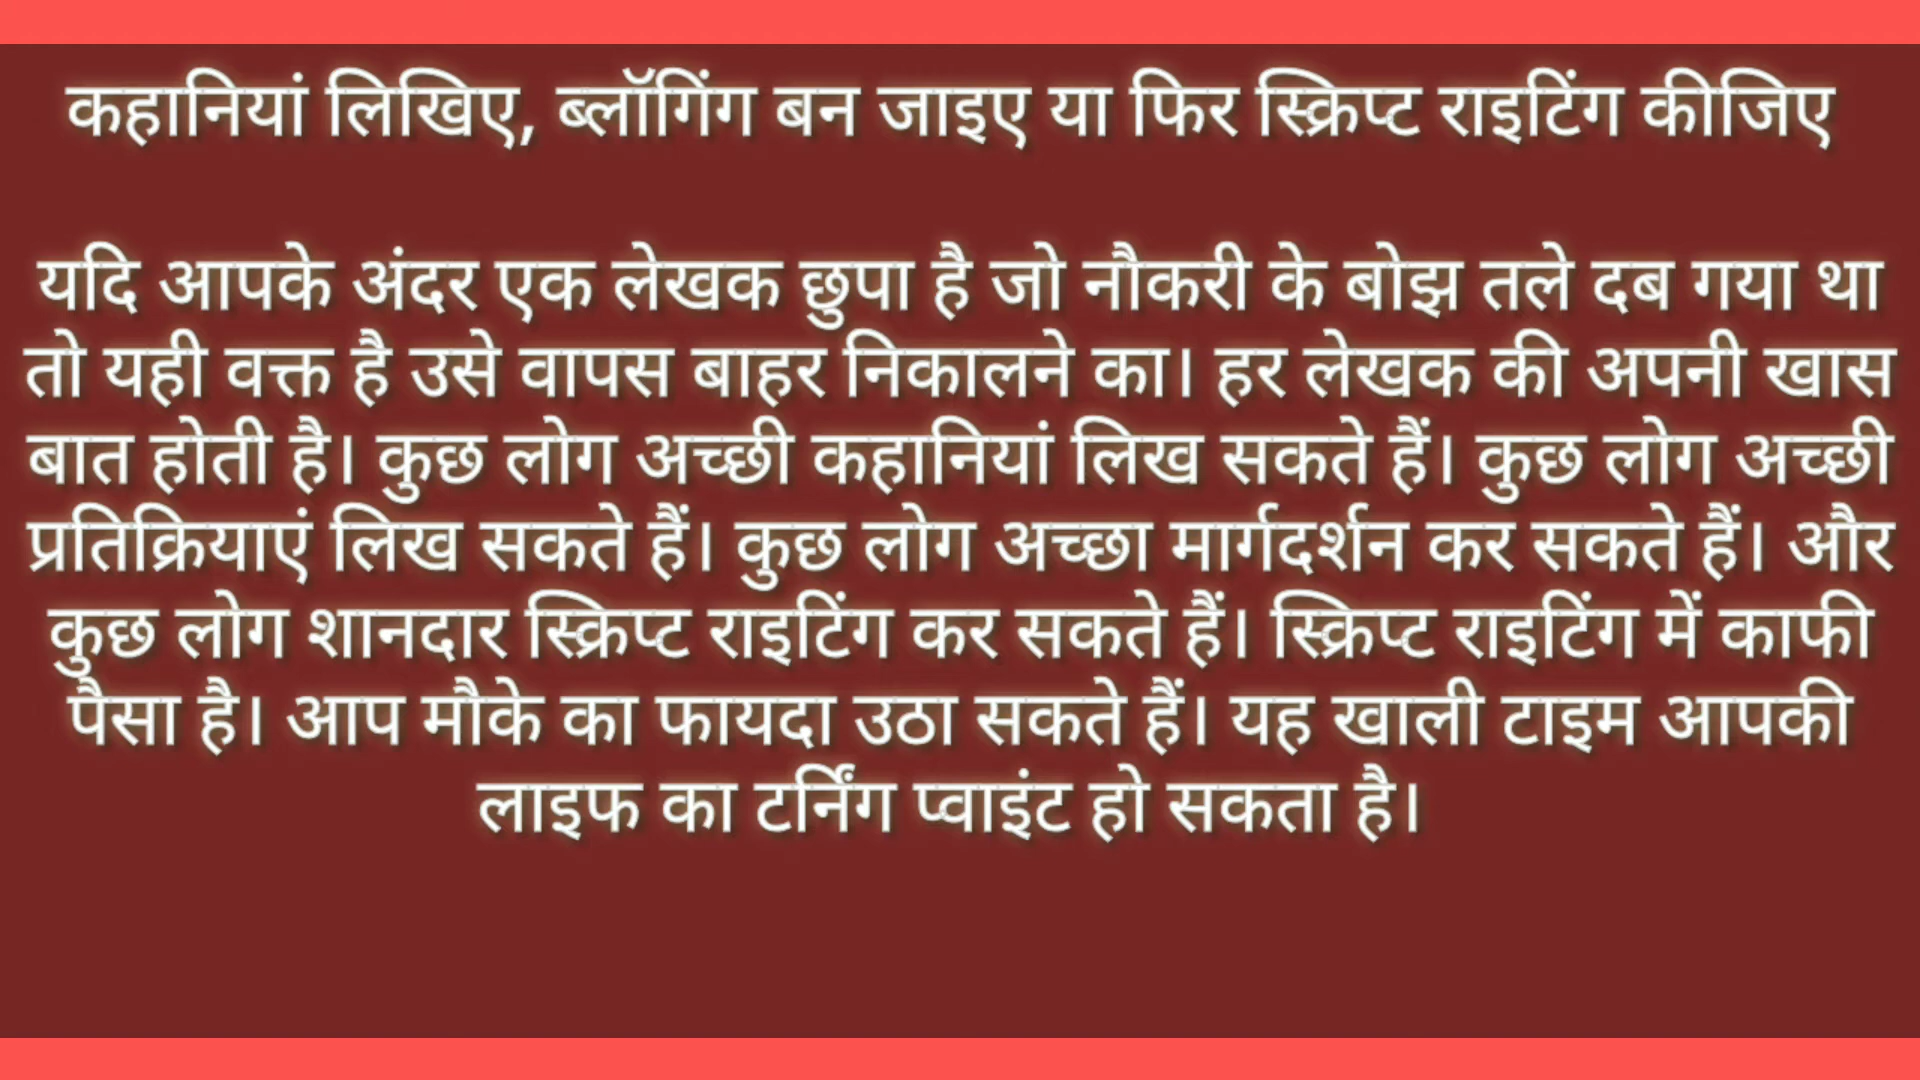 कहानियां लिखिए, ब्लॉगिंग बन जाइए या फिर स्क्रिप्ट राइटिंग कीजिए
यदि आपके अंदर एक लेखक छुपा है जो नौकरी के बोझ तले दब गया था
तो यही वक्त है उसे वापस बाहर निकालने का। हर लेखक की अपनी खास
बात होती है। कुछ लोग अच्छी कहानियां लिख सकते हैं। कुछ लोग अच्छी
प्रतिक्रियाएं लिख सकते हैं। कुछ लोग अच्छा मार्गदर्शन कर सकते हैं। और
कुछ लोग शानदार स्क्रिप्ट राइटिंग कर सकते हैं। स्क्रिप्ट राइटिंग में काफी
पैसा है। आप मौके का फायदा उठा सकते हैं। यह खाली टाइम आपकी
लाइफ का टर्निंग प्वाइंट हो सकता है।